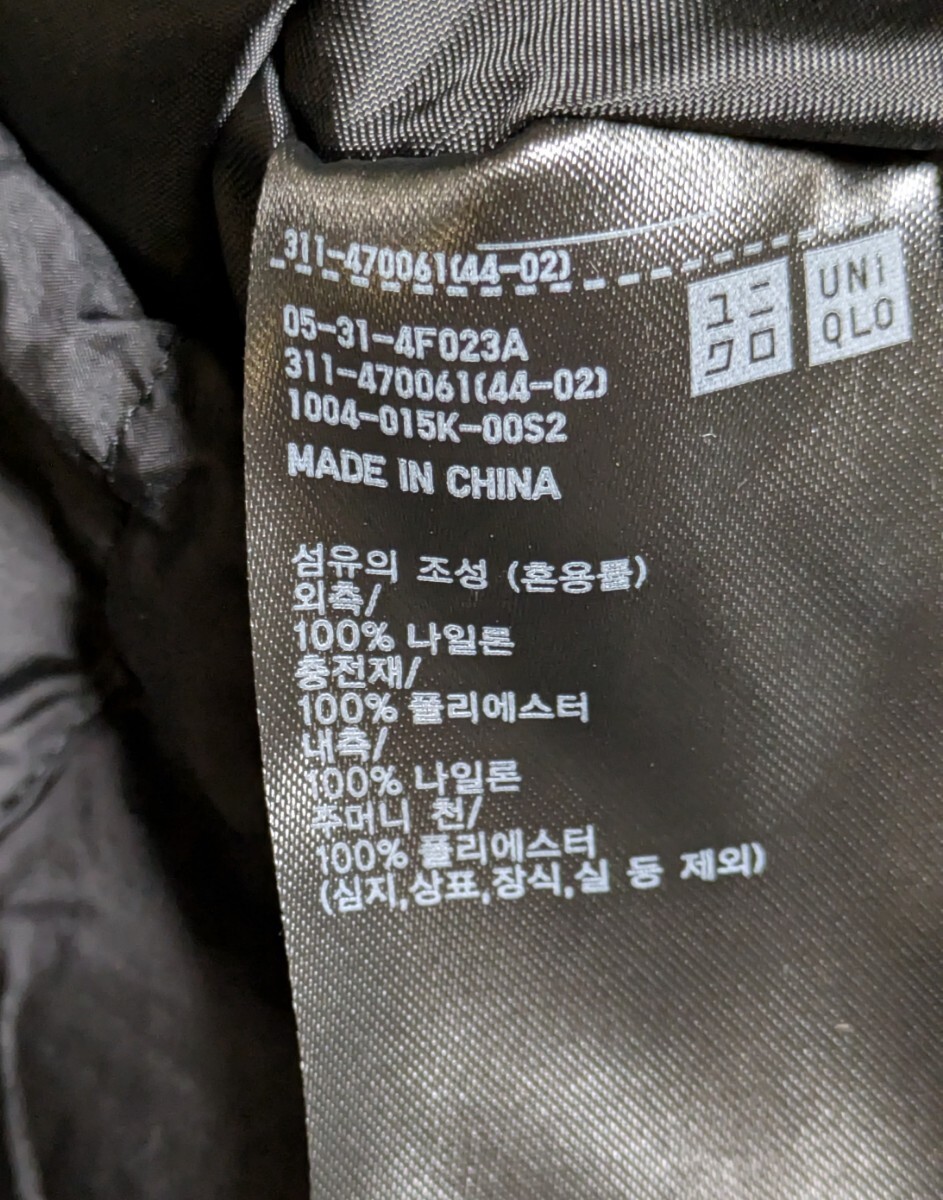 311-470061(44-02)
ユニ
クロ
UNI
QLO
05-31-4F023A
311-470061(44-02)
1004-015K-00S2
MADE IN CHINA
섬유의 조성 (혼용률)
외측/
100% 나일론
충전재/
100% 폴리에스터
내측/
100% 나일론
주머니 천/
100% 폴리에스터
(심지,상표,장식,실 등 제외)